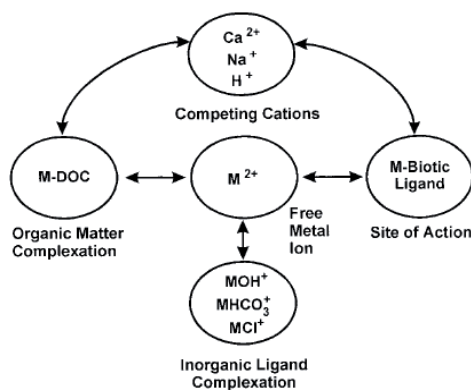 Ca²⁺
Na⁺
H⁺
Competing Cations
M-DOC
M²⁺
M-Biotic
Ligand
Organic Matter
Complexation
Free
Metal
Ion
Site of Action
MOH⁺
MHCO₃⁺
MCl⁺
Inorganic Ligand
Complexation